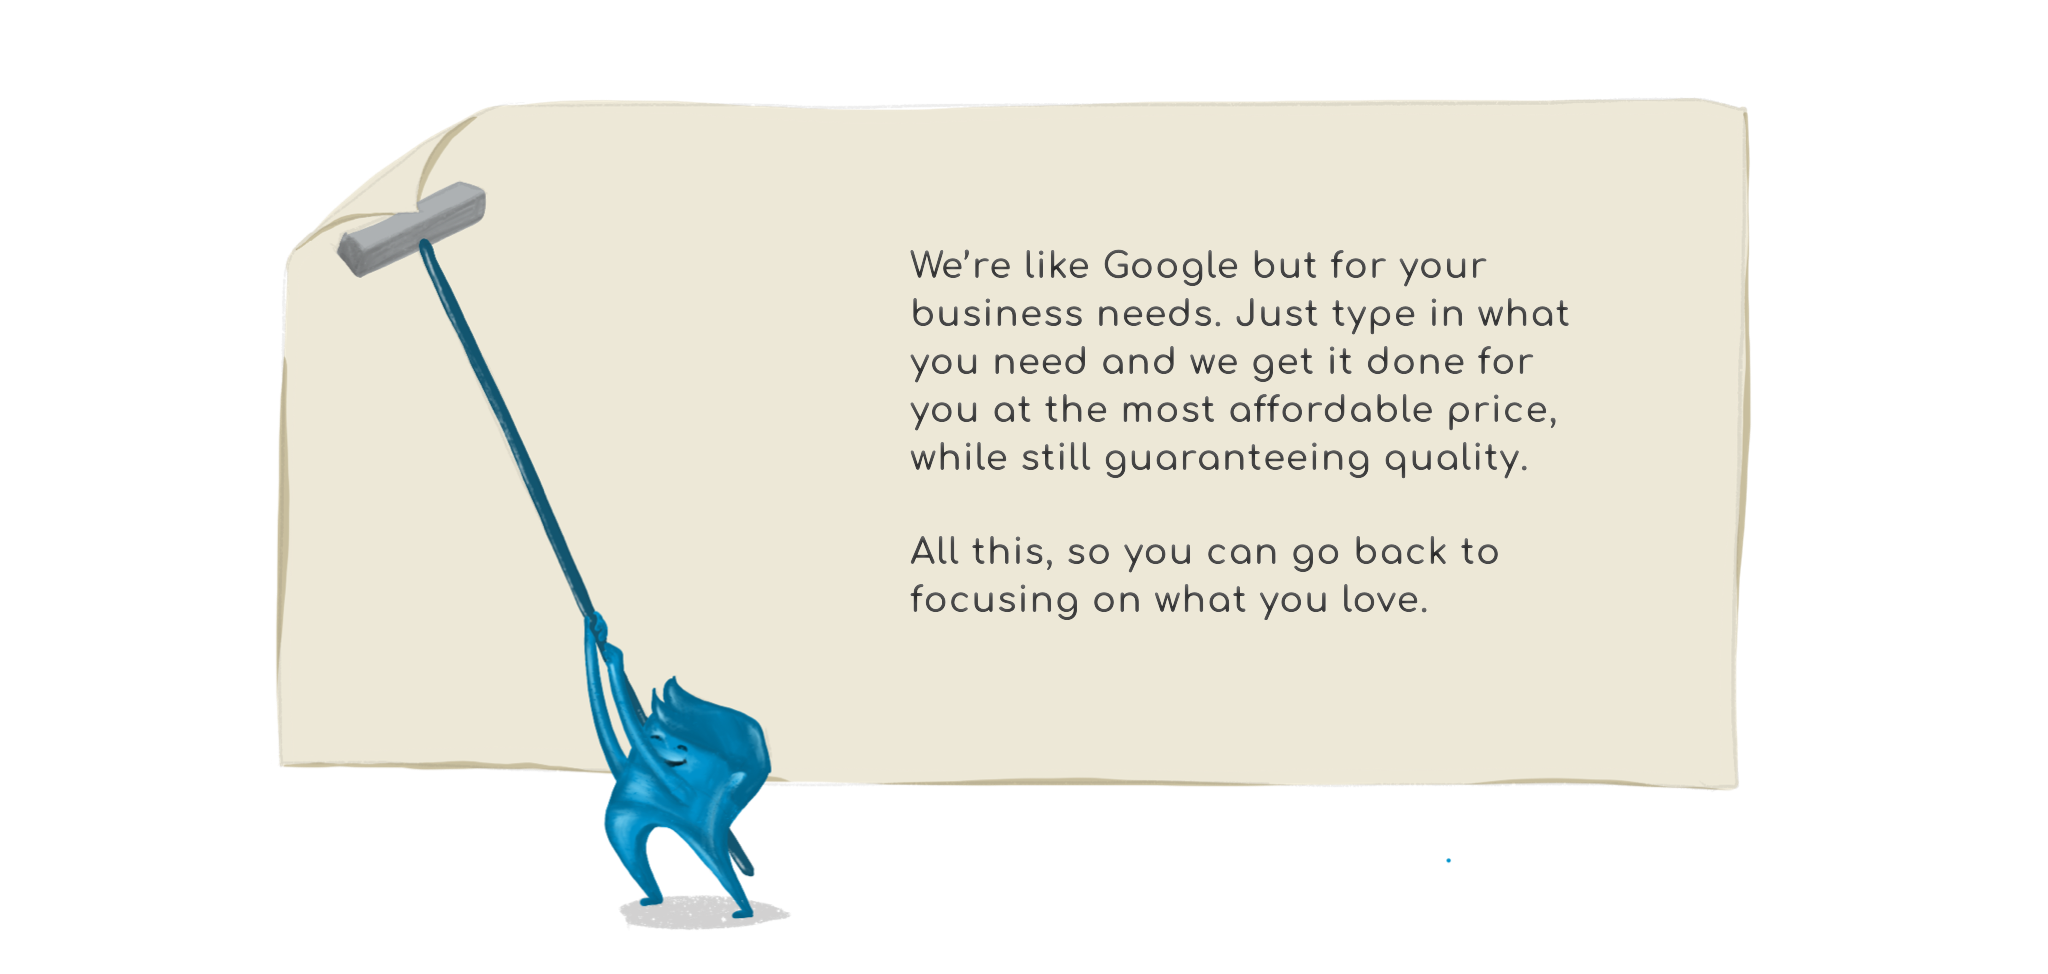 We’re like Google but for your
business needs. Just type in what
you need and we get it done for
you at the most affordable price,
while still guaranteeing quality.
All this, so you can go back to
focusing on what you love.